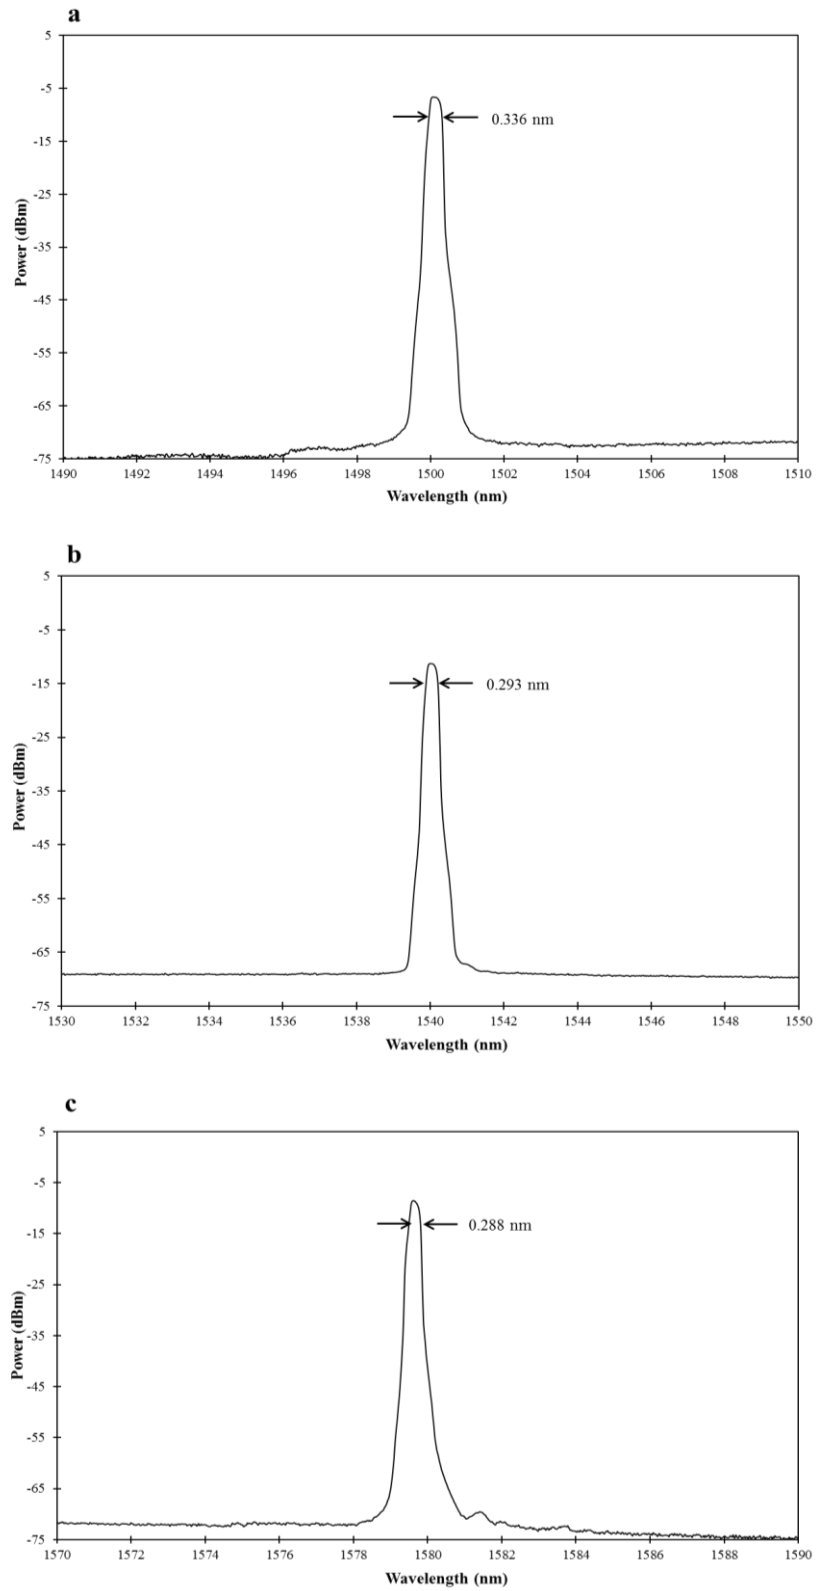 a
5
-5
-15
-25
-35
-45
-55
-65
-75
Power (dBm)
0.336 nm
1490 1492 1494 1496 1498 1500 1502 1504 1506 1508 1510
Wavelength (nm)
b
5
-5
-15
-25
-35
-45
-55
-65
-75
Power (dBm)
0.293 nm
1530 1532 1534 1536 1538 1540 1542 1544 1546 1548 1550
Wavelength (nm)
c
5
-5
-15
-25
-35
-45
-55
-65
-75
Power (dBm)
0.288 nm
1570 1572 1574 1576 1578 1580 1582 1584 1586 1588 1590
Wavelength (nm)